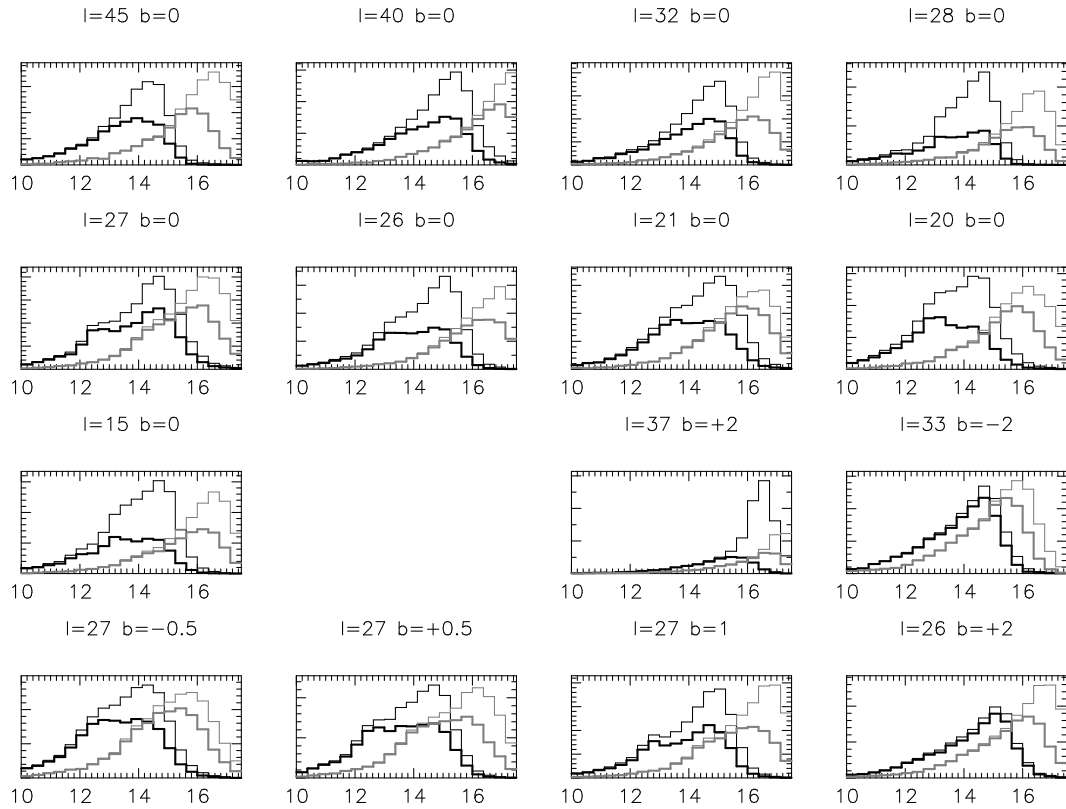 l=45 b=0
l=40 b=0
l=32 b=0
l=28 b=0
10 12 14 16
10 12 14 16
10 12 14 16
10 12 14 16
l=27 b=0
l=26 b=0
l=21 b=0
l=20 b=0
10 12 14 16
10 12 14 16
10 12 14 16
10 12 14 16
l=15 b=0
l=37 b=+2
l=33 b=−2
10 12 14 16
10 12 14 16
10 12 14 16
l=27 b=−0.5
l=27 b=+0.5
l=27 b=1
l=26 b=+2
10 12 14 16
10 12 14 16
10 12 14 16
10 12 14 16